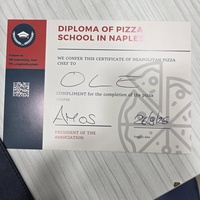 DIPLOMA OF PIZZA
SCHOOL IN NAPLES
WE CONFER THIS CERTIFICATE OF NEAPOLITAN PIZZA
CHEF TO
OLE
COMPLIMENT FOR THE COMPLETION OF THE PIZZA
COURSE
AMOS
PRESIDENT OF THE
ASSOCIATION